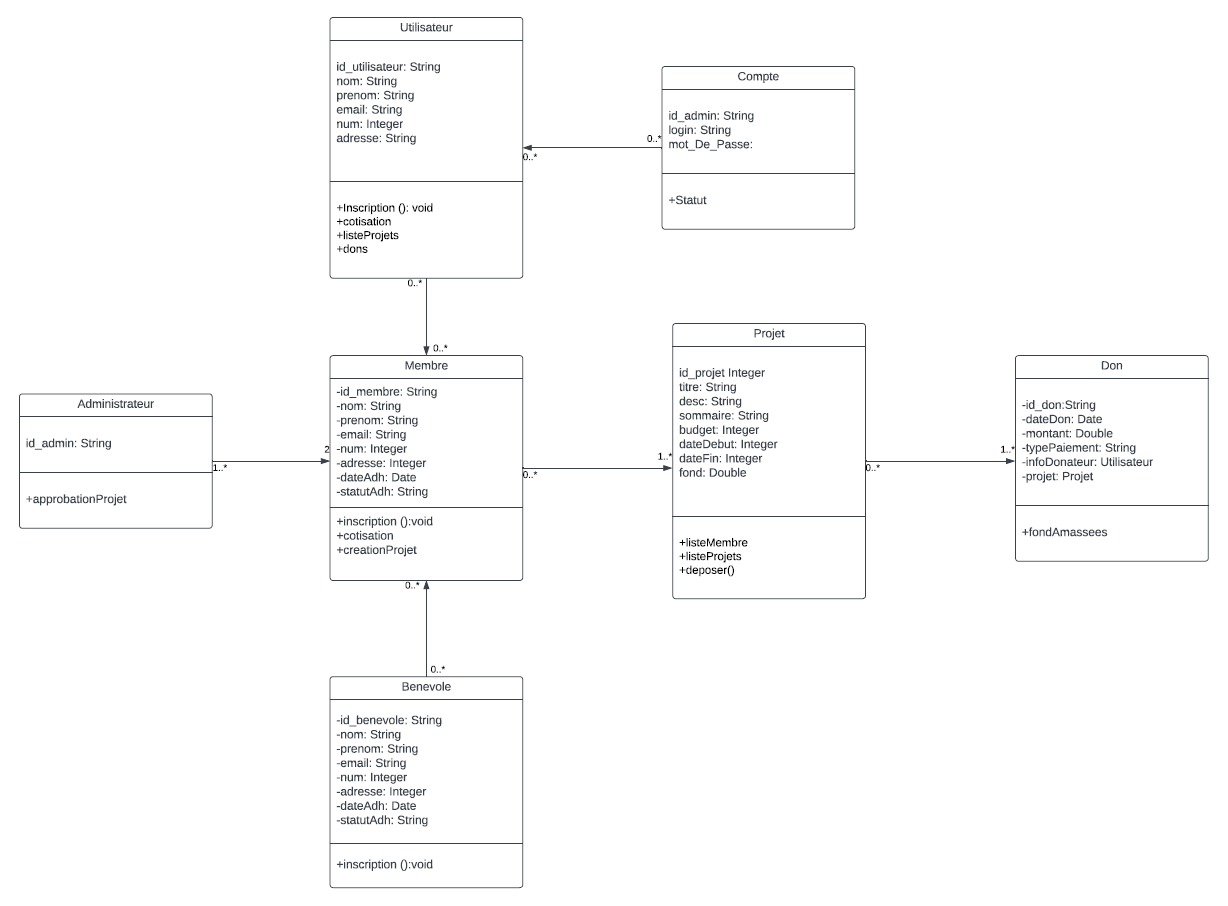 Utilisateur
id_utilisateur: String
nom: String
prenom: String
email: String
num: Integer
adresse: String
+Inscription (): void
+cotisation
+listeProjets
+dons
Compte
id_admin: String
login: String
mot_De_Passe:
+Statut
0..*
0..*
0..*
0..*
Administrateur
id_admin: String
+approbationProjet
1..*
2
Membre
-id_membre: String
-nom: String
-prenom: String
-email: String
-num: Integer
-adresse: Integer
-dateAdh: Date
-statutAdh: String
+inscription ():void
+cotisation
+creationProjet
0..*
1..*
Projet
id_projet Integer
titre: String
desc: String
sommaire: String
budget: Integer
dateDebut: Integer
dateFin: Integer
fond: Double
+listeMembre
+listeProjets
+deposer()
0..*
1..*
Don
-id_don:String
-dateDon: Date
-montant: Double
-typePaiement: String
-infoDonateur: Utilisateur
-projet: Projet
+fondAmassees
0..*
0..*
Benevole
-id_benevole: String
-nom: String
-prenom: String
-email: String
-num: Integer
-adresse: Integer
-dateAdh: Date
-statutAdh: String
+inscription ():void